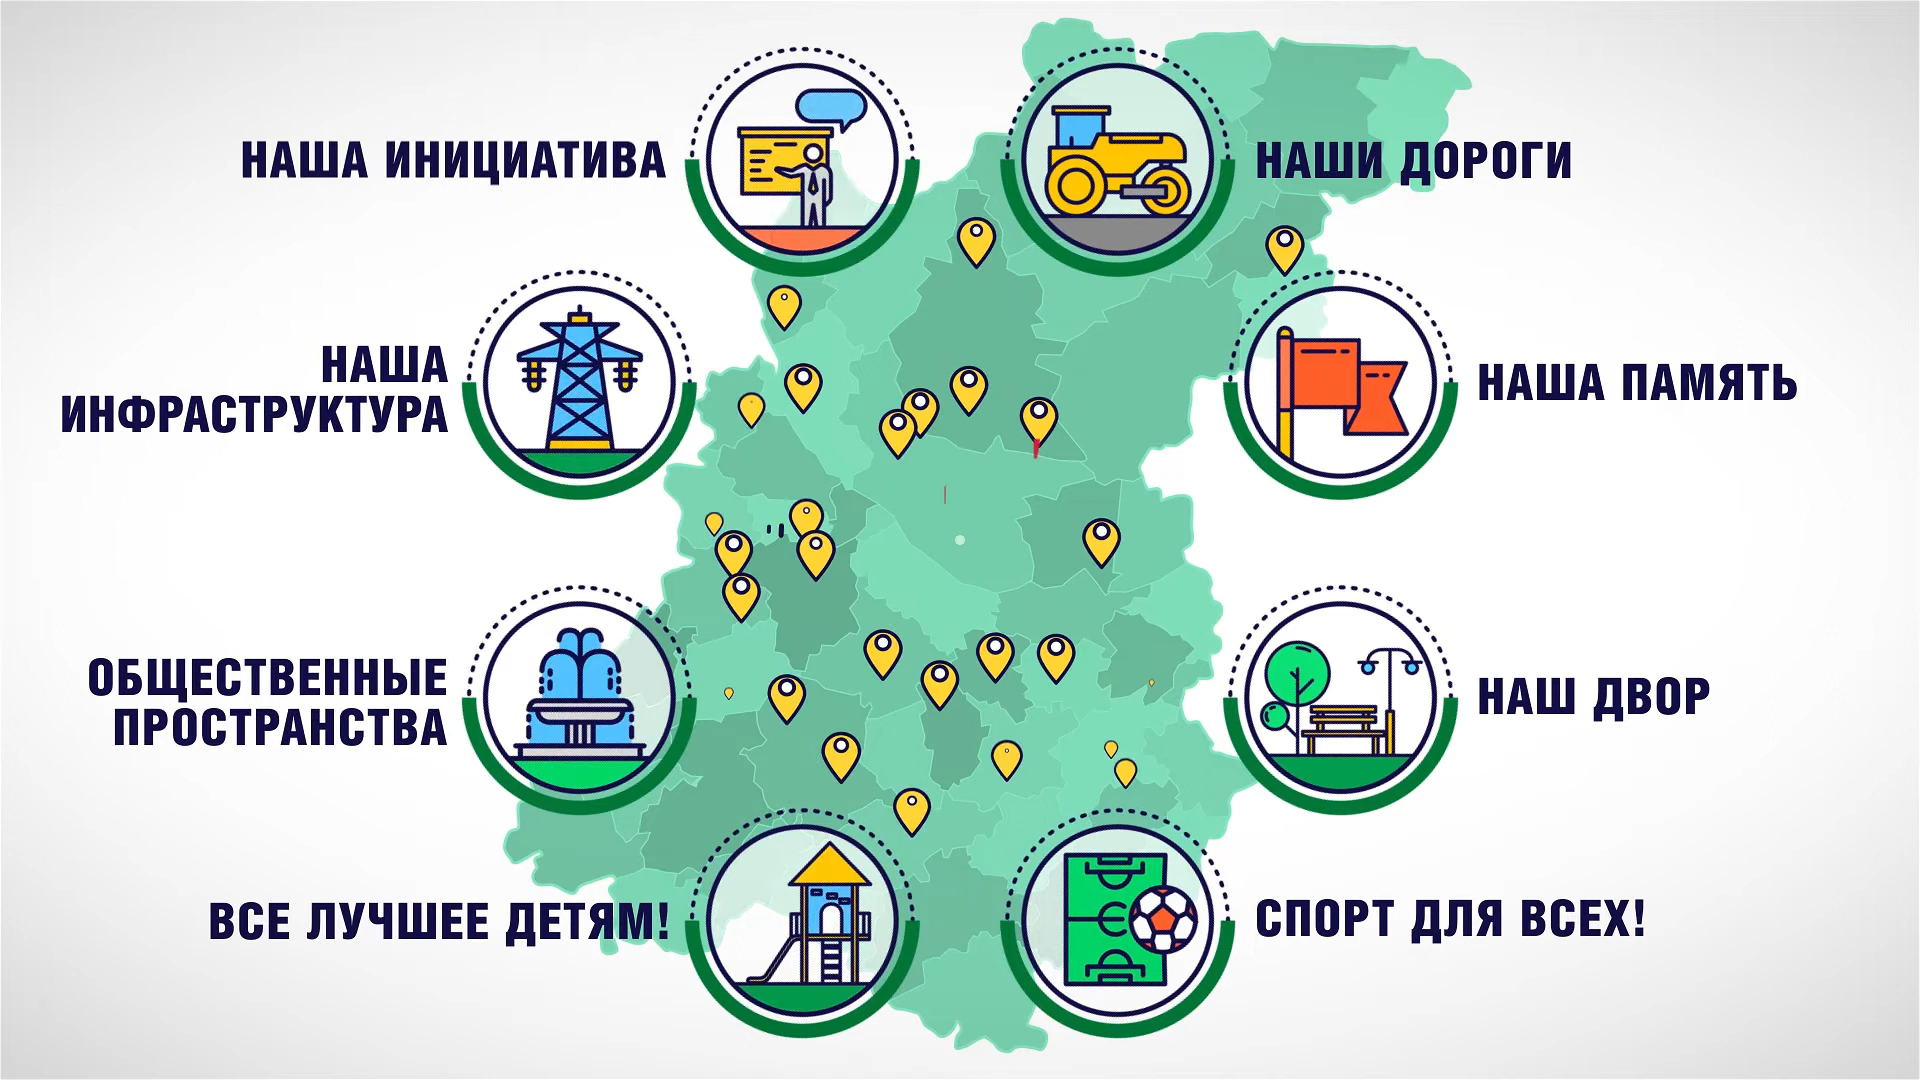 НАША ИНИЦИАТИВА
НАШИ ДОРОГИ
НАША
ИНФРАСТРУКТУРА
НАША ПАМЯТЬ
ОБЩЕСТВЕННЫЕ
ПРОСТРАНСТВА
НАШ ДВОР
ВСЕ ЛУЧШЕЕ ДЕТЯМ!
СПОРТ ДЛЯ ВСЕХ!